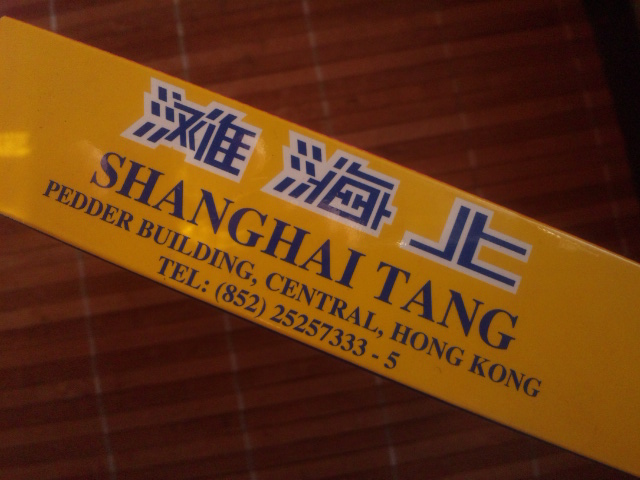 灘海上
SHANGHAI TANG
PEDDER BUILDING, CENTRAL, HONG KONG
TEL: (852) 25257333 - 5